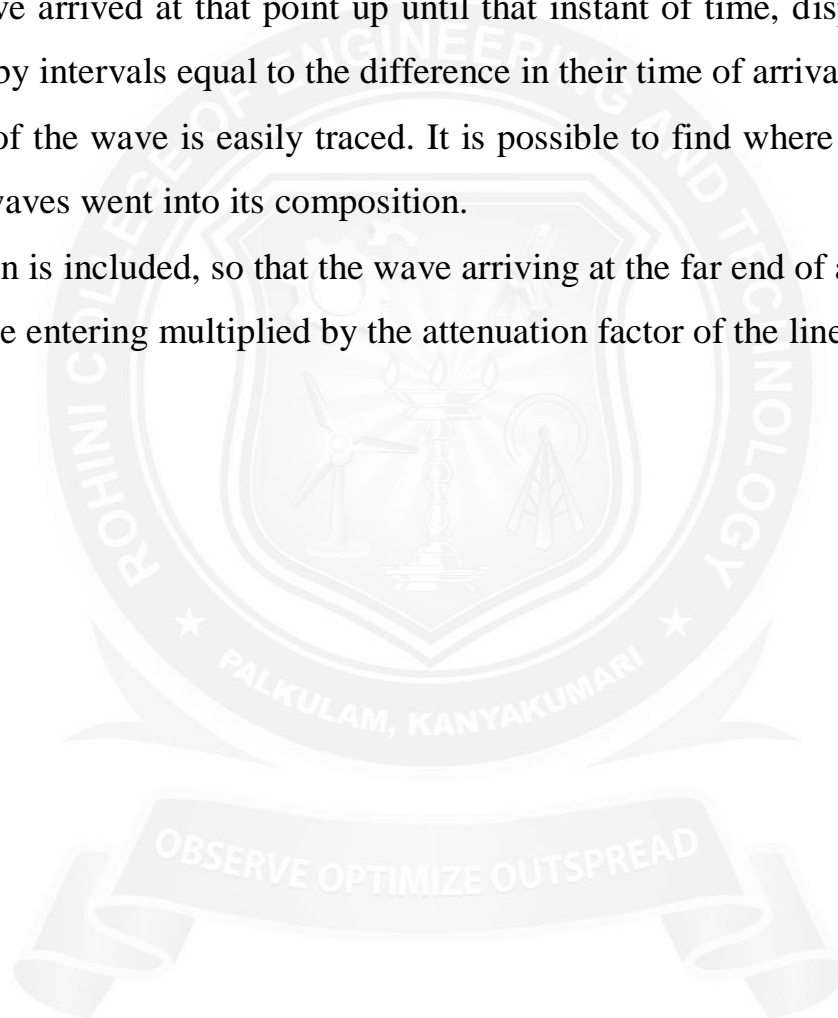 ve arrived at that point up until that instant of time, disp
by intervals equal to the difference in their time of arriva
of the wave is easily traced. It is possible to find where
waves went into its composition.
n is included, so that the wave arriving at the far end of a
e entering multiplied by the attenuation factor of the line
ROHINI COLLEGE OF ENGINEERING AND TECHNOLOGY
PALKULAM, KANYAKUMARI
OBSERVE OPTIMIZE OUTSPREAD